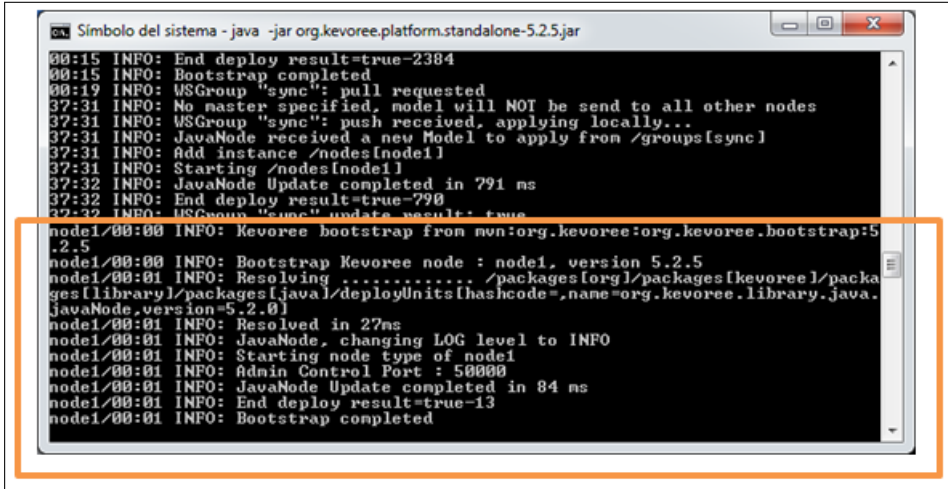 Símbolo del sistema - java -jar org.kevoree.platform.standalone-5.2.5.jar
00:15 INFO: End deploy result=true-2384
00:15 INFO: Bootstrap completed
00:19 INFO: WSGroup "sync": pull requested
37:31 INFO: No master specified, model will NOT be send to all other nodes
37:31 INFO: WSGroup "sync": push received, applying locally...
37:31 INFO: JavaNode received a new Model to apply from /groups[sync]
37:31 INFO: Add instance /nodes[node1]
37:31 INFO: Starting /nodes[node1]
37:32 INFO: JavaNode Update completed in 791 ms
37:32 INFO: End deploy result=true-790
37:32 INFO: WSGroup "sync" update result: true
node1/00:00 INFO: Kevoree bootstrap from mvn:org.kevoree:org.kevoree.bootstrap:5
.2.5
node1/00:00 INFO: Bootstrap Kevoree node : node1, version 5.2.5
node1/00:01 INFO: Resolving ............. /packages[org]/packages[kevoree]/packa
ges[library]/packages[java]/deployUnits[hashcode=,name=org.kevoree.library.java.
javaNode,version=5.2.0]
node1/00:01 INFO: Resolved in 27ms
node1/00:01 INFO: JavaNode, changing LOG level to INFO
node1/00:01 INFO: Starting node type of node1
node1/00:01 INFO: Admin Control Port : 50000
node1/00:01 INFO: JavaNode Update completed in 84 ms
node1/00:01 INFO: End deploy result=true-13
node1/00:01 INFO: Bootstrap completed